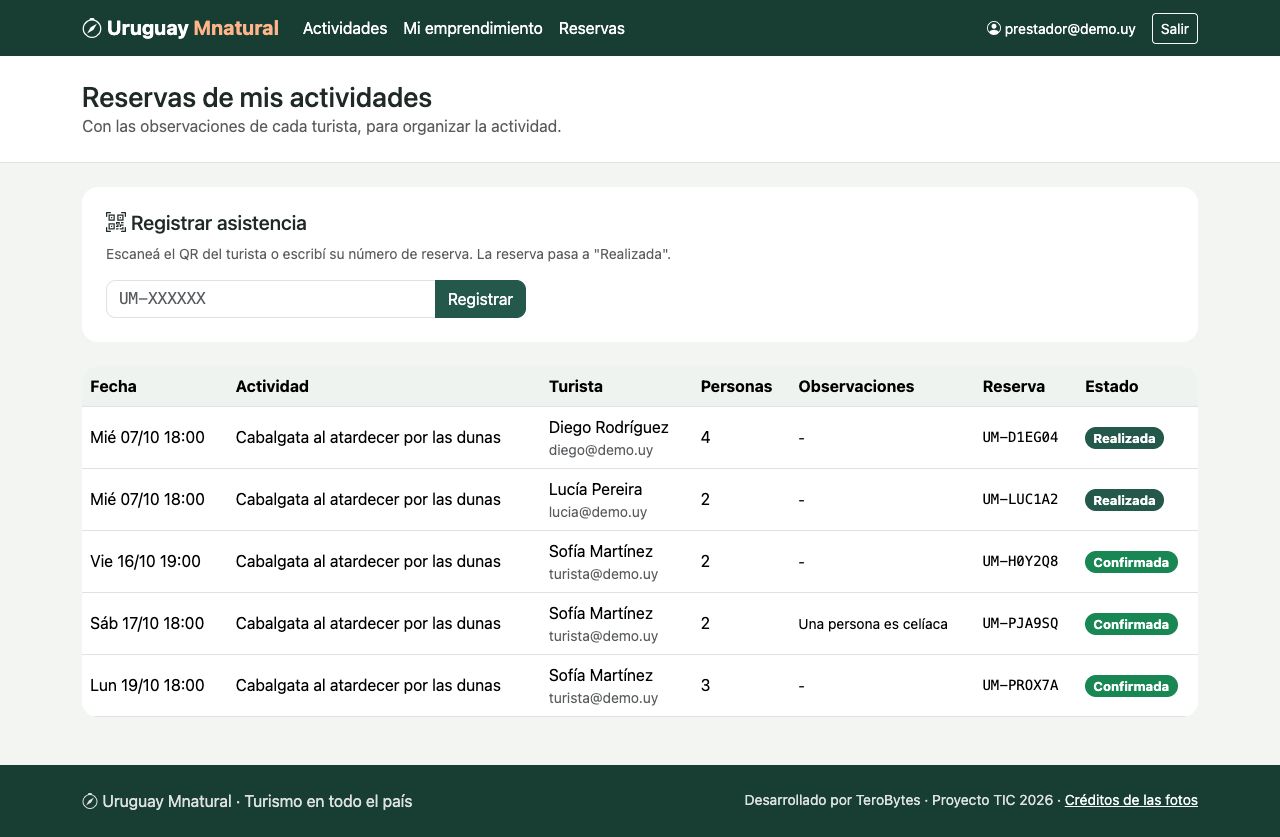 Uruguay Mnatural Actividades Mi emprendimiento Reservas prestador@demo.uy Salir
Reservas de mis actividades
Con las observaciones de cada turista, para organizar la actividad.
Registrar asistencia
Escaneá el QR del turista o escribí su número de reserva. La reserva pasa a "Realizada".
UM-XXXXXX Registrar
Fecha Actividad Turista Personas Observaciones Reserva Estado
Mié 07/10 18:00 Cabalgata al atardecer por las dunas Diego Rodríguez 4 - UM-D1EG04 Realizada
diego@demo.uy
Mié 07/10 18:00 Cabalgata al atardecer por las dunas Lucía Pereira 2 - UM-LUC1A2 Realizada
lucia@demo.uy
Vie 16/10 19:00 Cabalgata al atardecer por las dunas Sofía Martínez 2 - UM-H0Y2Q8 Confirmada
turista@demo.uy
Sáb 17/10 18:00 Cabalgata al atardecer por las dunas Sofía Martínez 2 Una persona es celíaca UM-PJA9SQ Confirmada
turista@demo.uy
Lun 19/10 18:00 Cabalgata al atardecer por las dunas Sofía Martínez 3 - UM-PROX7A Confirmada
turista@demo.uy
Uruguay Mnatural · Turismo en todo el país Desarrollado por TeroBytes · Proyecto TIC 2026 · Créditos de las fotos